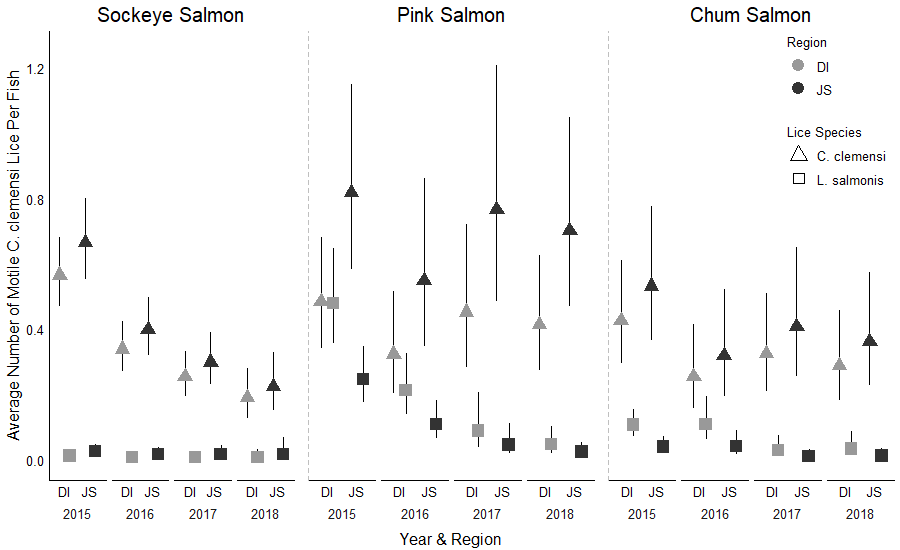 Sockeye Salmon
Pink Salmon
Chum Salmon
Average Number of Motile C. clemensi Lice Per Fish
1.2
0.8
0.4
0.0
Region
DI
JS
Lice Species
C. clemensi
L. salmonis
DI JS DI JS DI JS DI JS DI JS DI JS DI JS DI JS DI JS DI JS DI JS DI JS
2015 2016 2017 2018 2015 2016 2017 2018 2015 2016 2017 2018
Year & Region